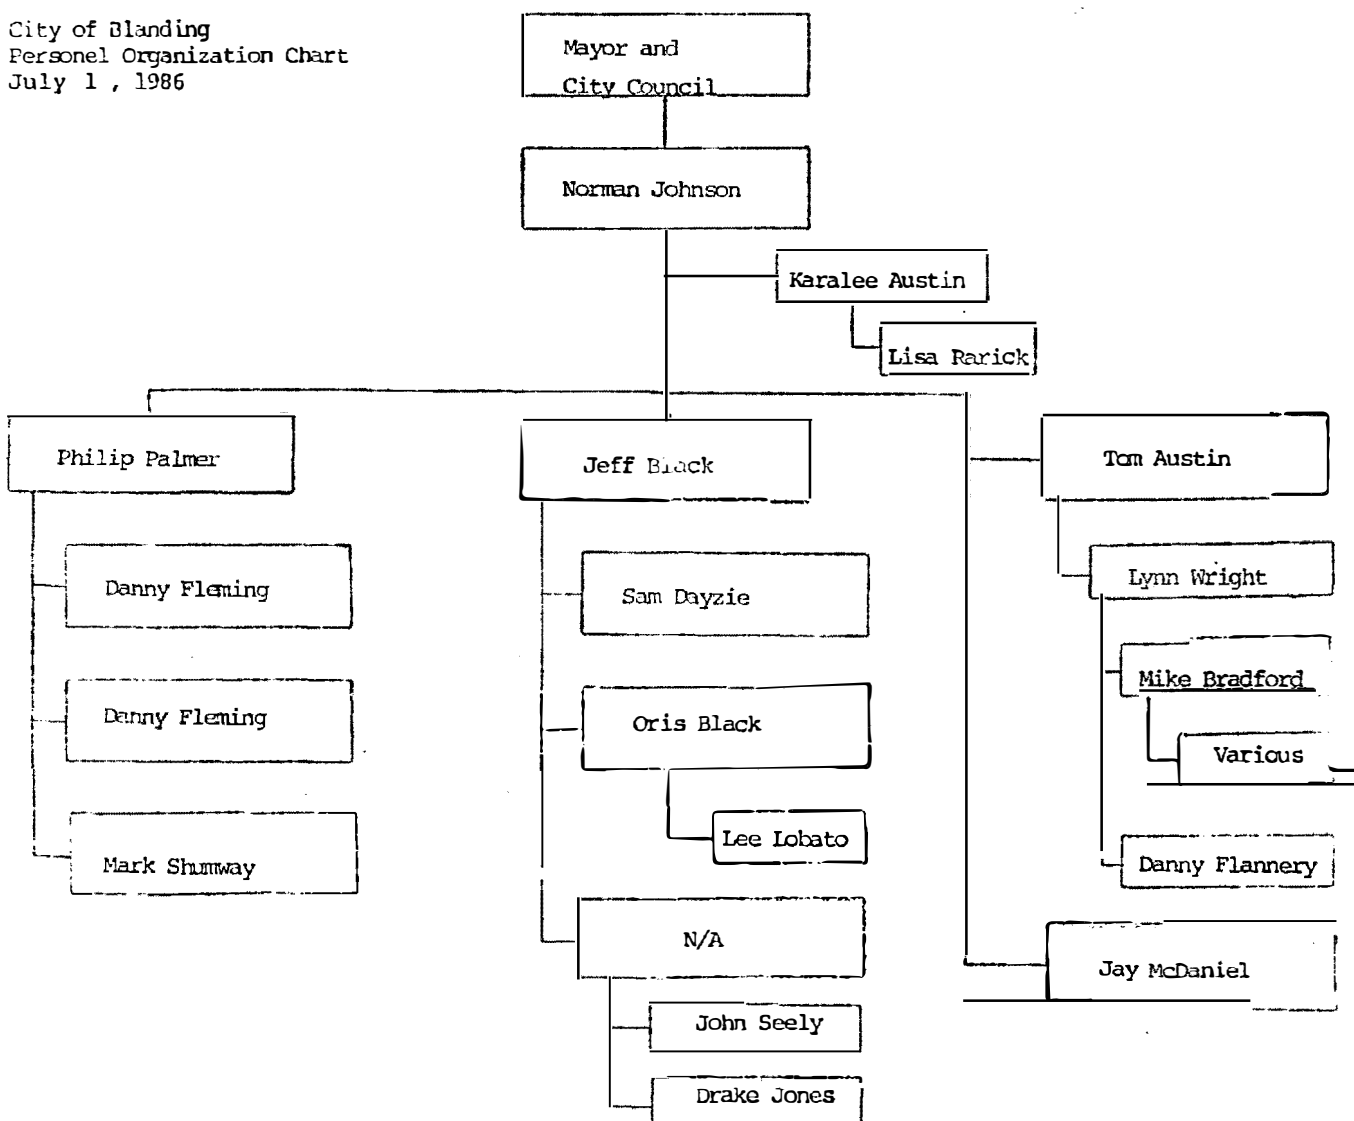 City of Blanding
Personel Organization Chart
July 1 , 1986
Mayor and
City Council
Norman Johnson
Karalee Austin
Lisa Rarick
Philip Palmer
Jeff Black
Tom Austin
Danny Fleming
Sam Dayzie
Lynn Wright
Danny Fleming
Oris Black
Mike Bradford
Various
Mark Shumway
Lee Lobato
Danny Flannery
N/A
Jay McDaniel
John Seely
Drake Jones